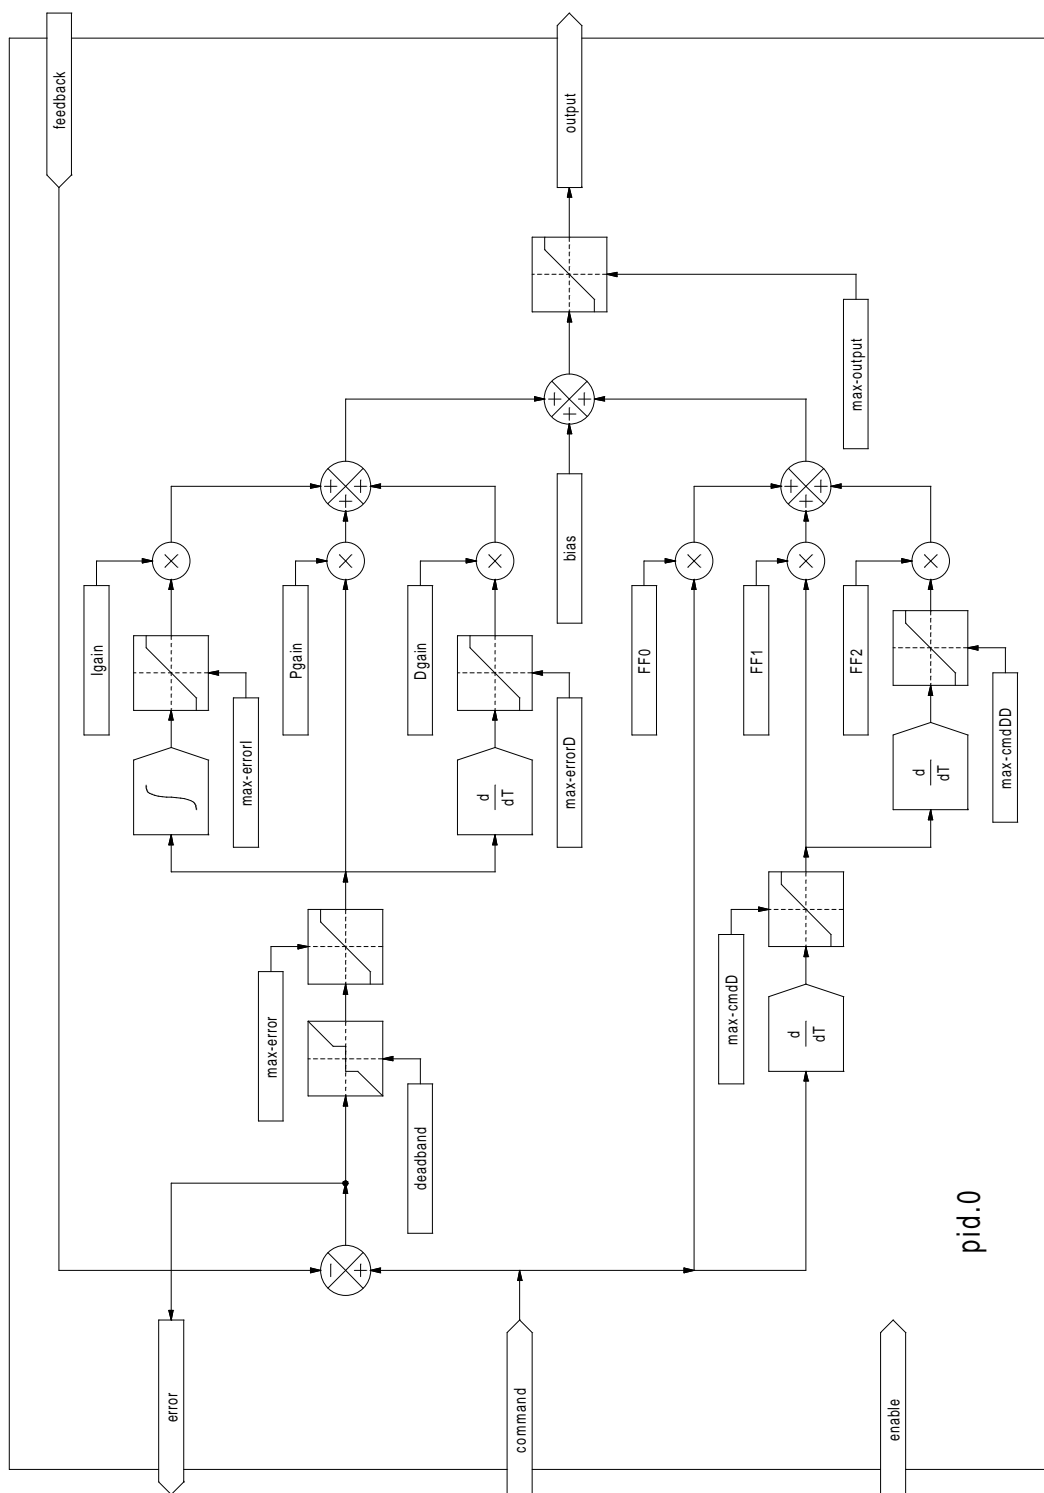 feedback
Igain
error
max-errorI
max-error
Pgain
deadband
Dgain
d
dT
command
max-errorD
bias
output
FF0
max-cmdD
FF1
d
dT
FF2
max-output
enable
d
dT
pid.0
max-cmdDD